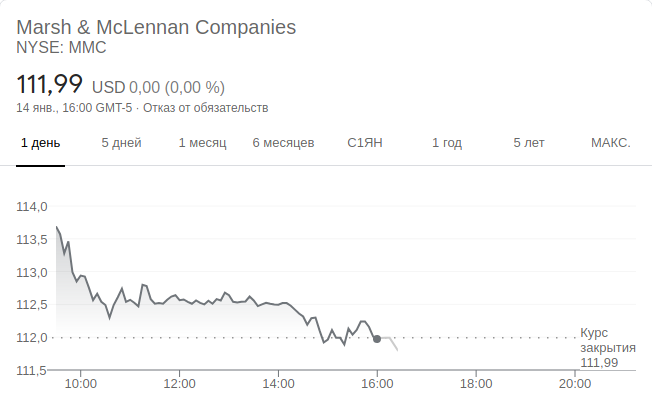 Marsh & McLennan Companies
NYSE: MMC
111,99 USD 0,00 (0,00 %)
14 янв., 16:00 GMT-5 · Отказ от обязательств
1 день 5 дней 1 месяц 6 месяцев С1ЯН 1 год 5 лет МАКС.
114,0
113,5
113,0
112,5
112,0
111,5
Курс
закрытия
111,99
10:00 12:00 14:00 16:00 18:00 20:00